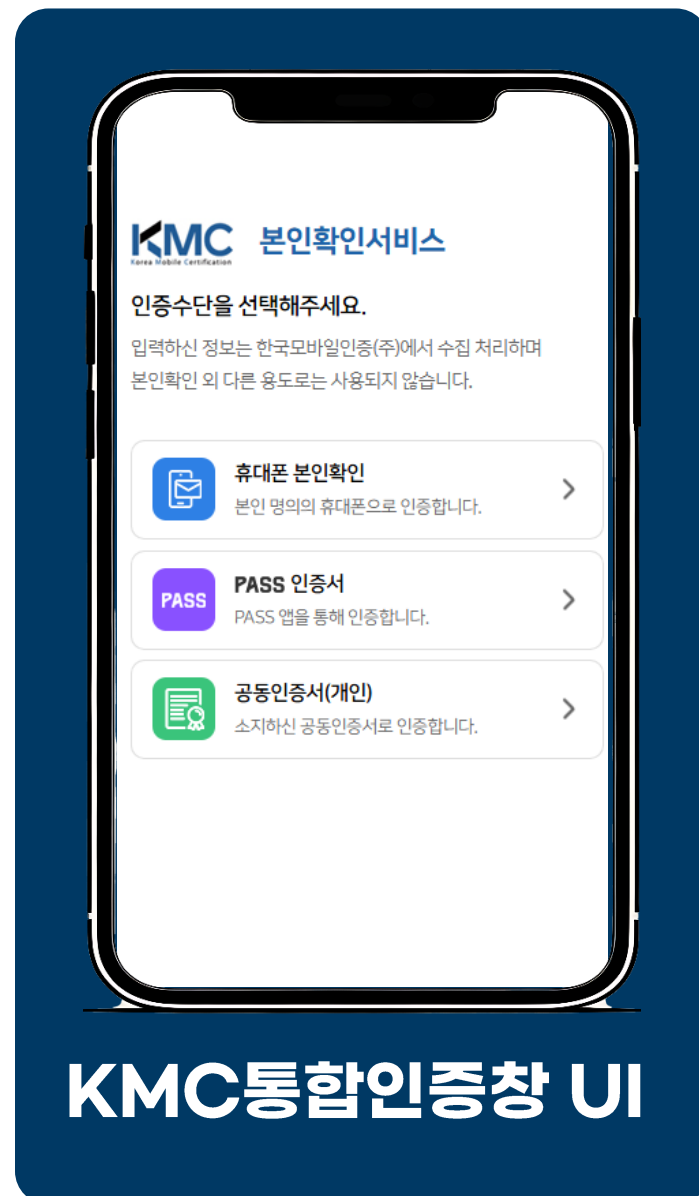 KMC 본인확인서비스
Korea Mobile Certification
인증수단을 선택해주세요.
입력하신 정보는 한국모바일인증(주)에서 수집 처리하며
본인확인 외 다른 용도로는 사용되지 않습니다.
휴대폰 본인확인
본인 명의의 휴대폰으로 인증합니다.
PASS
PASS 인증서
PASS 앱을 통해 인증합니다.
공동인증서(개인)
소지하신 공동인증서로 인증합니다.
KMC통합인증창 UI